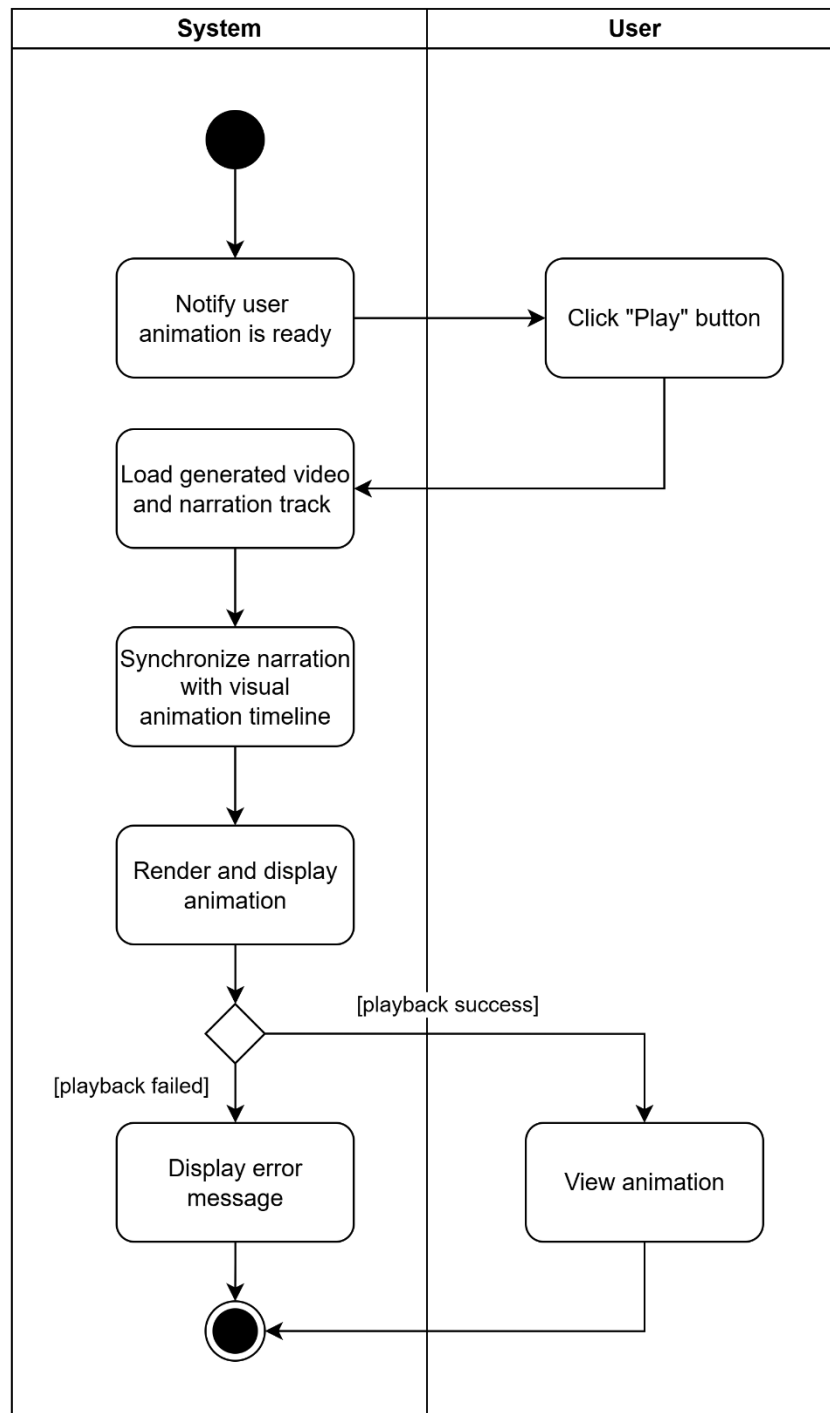 System
User
Notify user
animation is ready
Click "Play" button
Load generated video
and narration track
Synchronize narration
with visual
animation timeline
Render and display
animation
[playback success]
[playback failed]
Display error
message
View animation